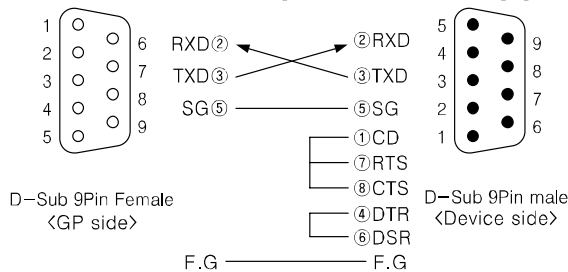 1 6 2 7 3 8 4 9 5
RXD② ②RXD
TXD③ ③TXD
SG⑤ ⑤SG
①CD
⑦RTS
⑧CTS
④DTR
⑥DSR
F.G F.G
5 9 4 8 3 7 2 6 1
D-Sub 9Pin Female
<GP side>
D-Sub 9Pin male
<Device side>